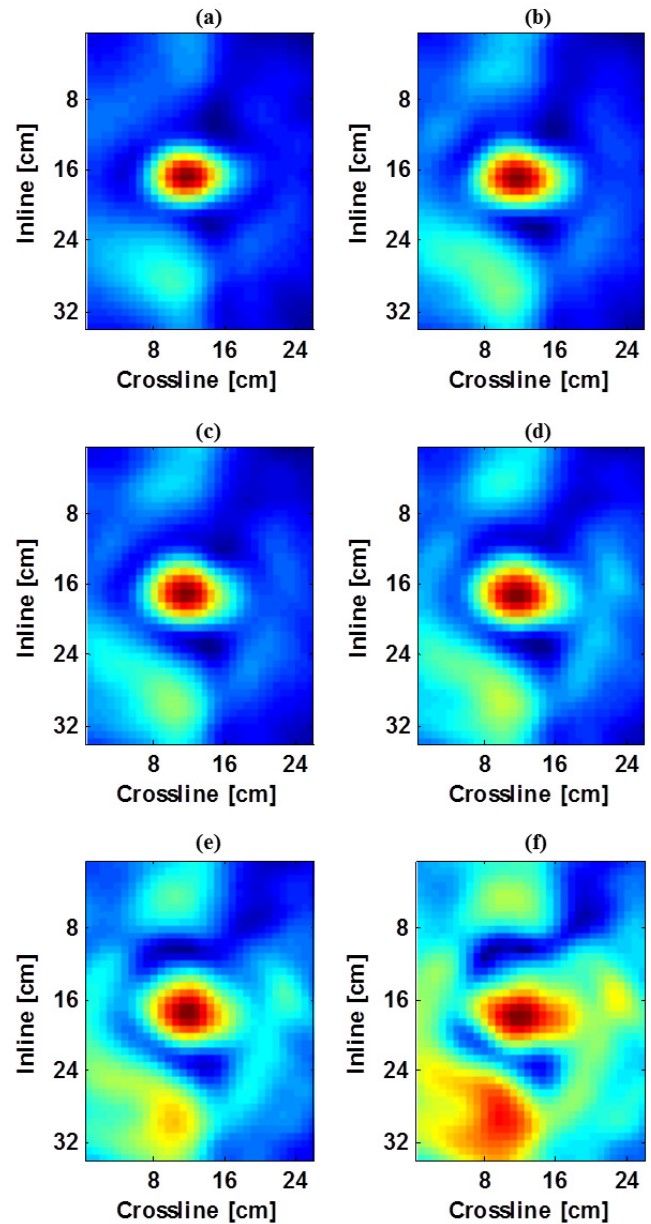 (a)
(b)
Inline [cm]
8
16
24
32
8
16
24
Crossline [cm]
Inline [cm]
8
16
24
32
8
16
24
Crossline [cm]
(c)
(d)
Inline [cm]
8
16
24
32
8
16
24
Crossline [cm]
Inline [cm]
8
16
24
32
8
16
24
Crossline [cm]
(e)
(f)
Inline [cm]
8
16
24
32
8
16
24
Crossline [cm]
Inline [cm]
8
16
24
32
8
16
24
Crossline [cm]